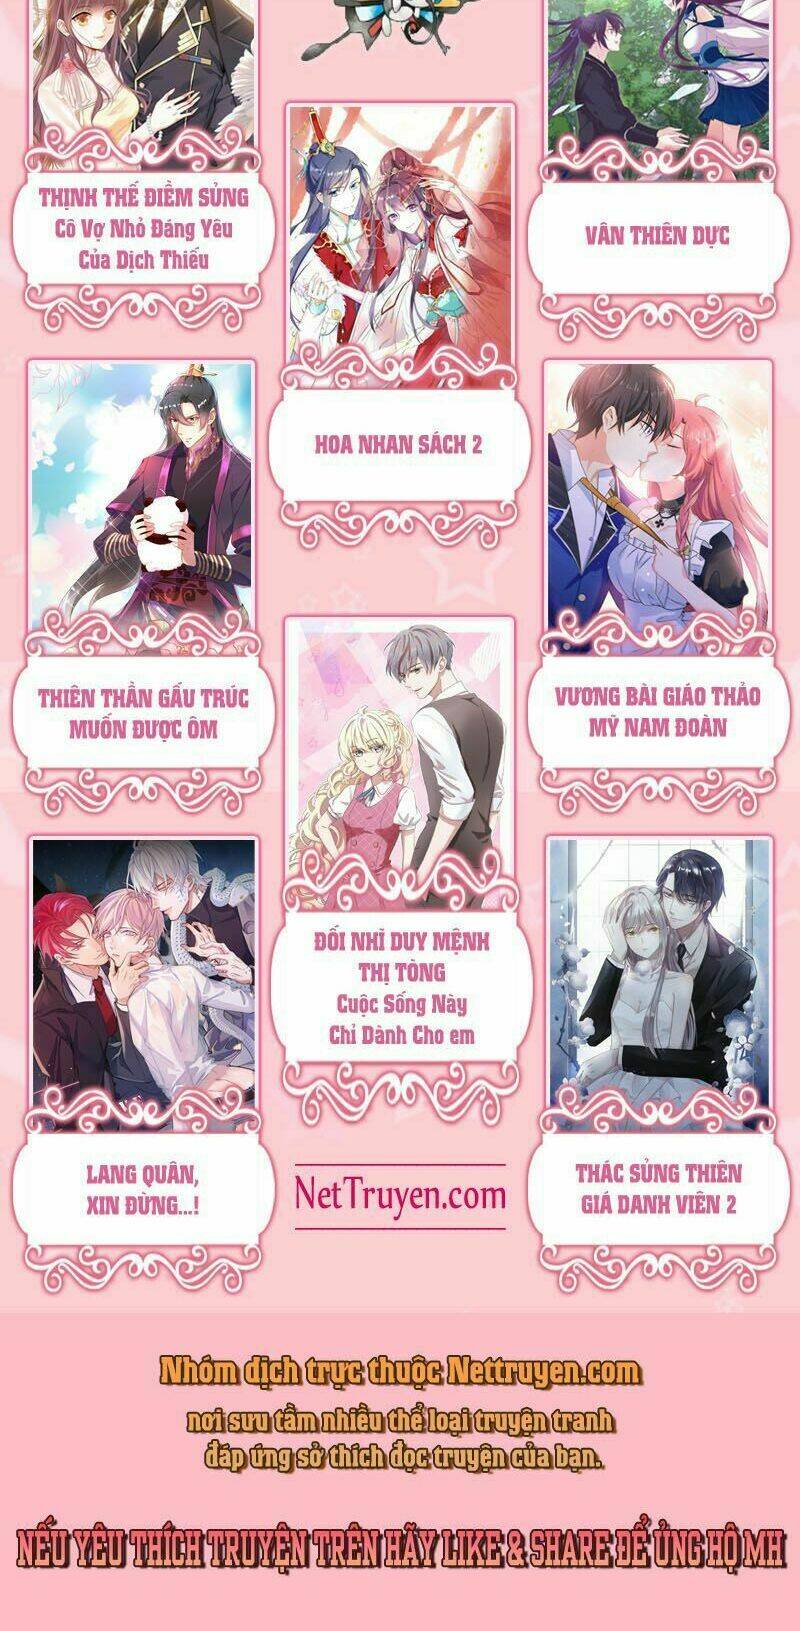 THỊNH THẾ ĐIỀM SỦNG
Cô Vợ Nhỏ Đáng Yêu
Của Dịch Thiếu
VÂN THIÊN DỰC
HOA NHAN SÁCH 2
THIÊN THẦN GẤU TRÚC
MUỐN ĐƯỢC ÔM
VƯƠNG BÀI GIÁO THẢO
MỸ NAM ĐOÀN
ĐỐI NHĨ DUY MỆNH
THỊ TÒNG
Cuộc Sống Này
Chỉ Dành Cho em
LANG QUÂN,
XIN ĐỪNG...!
NetTruyen.com
THÁC SỦNG THIÊN
GIÁ DANH VIÊN 2
Nhóm dịch trực thuộc Nettruyen.com
nơi sưu tầm nhiều thể loại truyện tranh
đáp ứng sở thích đọc truyện của bạn.
NẾU YÊU THÍCH TRUYỆN TRÊN HÃY LIKE & SHARE ĐỂ ỦNG HỘ MH